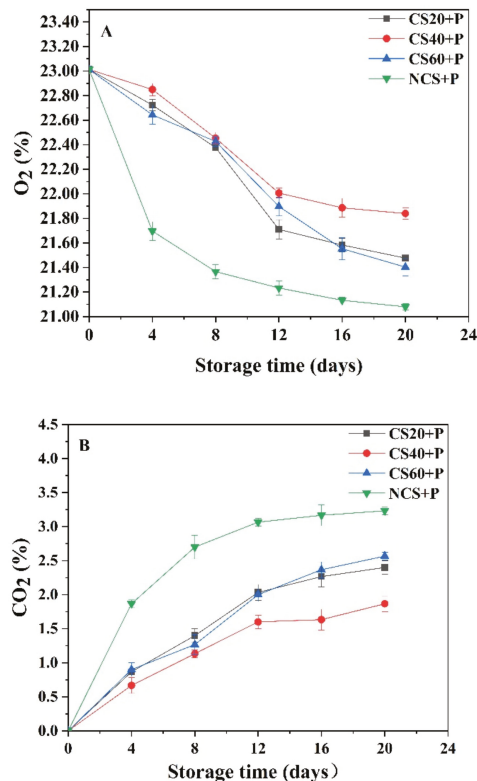 A
CS20+P
CS40+P
CS60+P
NCS+P
23.40
23.20
23.00
22.80
22.60
22.40
22.20
22.00
21.80
21.60
21.40
21.20
21.00
O2 (%)
0 4 8 12 16 20 24
Storage time (days)
B
CS20+P
CS40+P
CS60+P
NCS+P
4.5
4.0
3.5
3.0
2.5
2.0
1.5
1.0
0.5
0.0
CO2 (%)
0 4 8 12 16 20 24
Storage time (days）